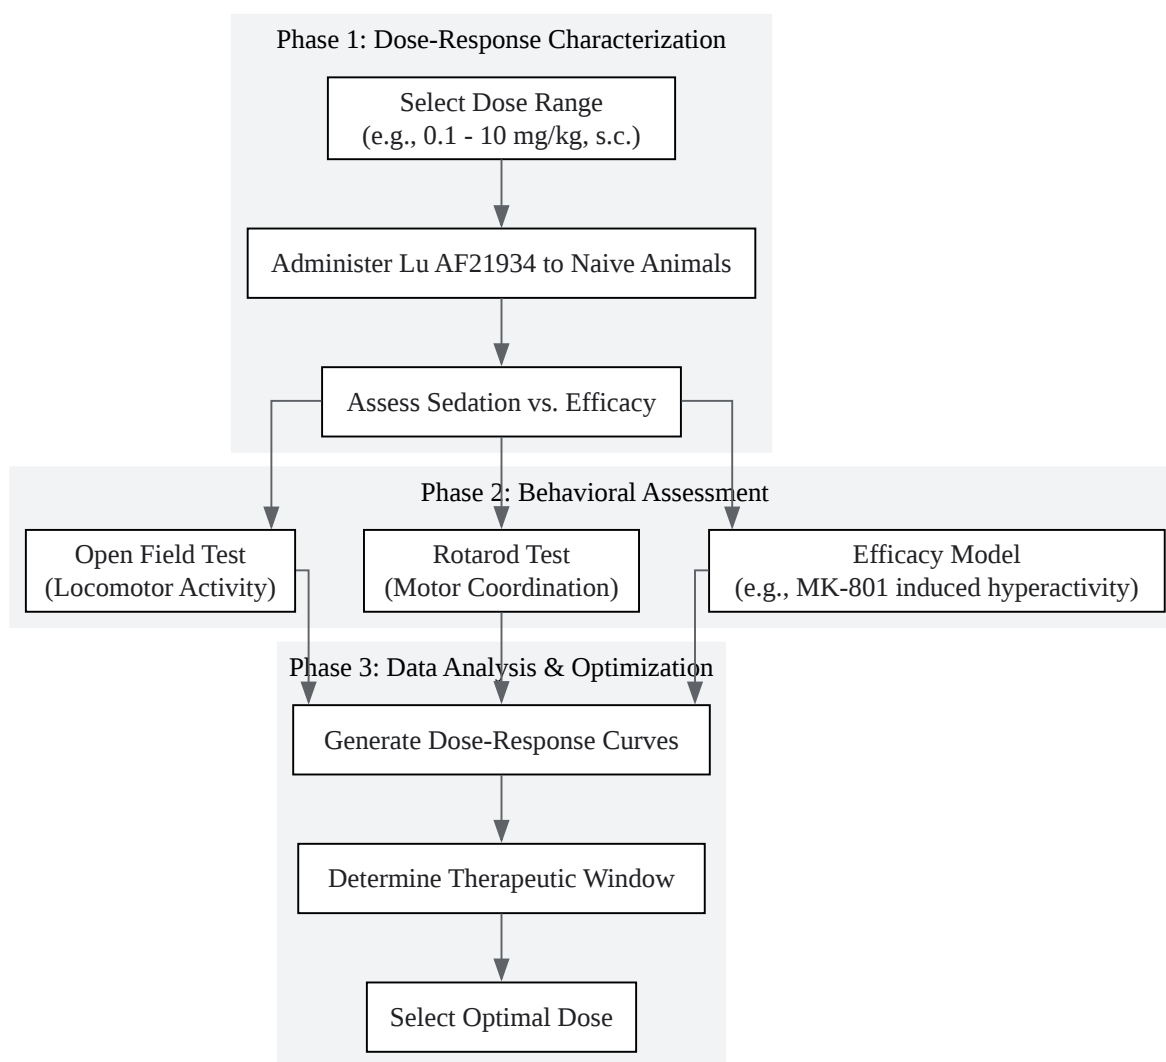 Phase 1: Dose-Response Characterization
Select Dose Range
(e.g., 0.1 - 10 mg/kg, s.c.)
Administer Lu AF21934 to Naive Animals
Assess Sedation vs. Efficacy
Phase 2: Behavioral Assessment
Open Field Test
(Locomotor Activity)
Rotarod Test
(Motor Coordination)
Efficacy Model
(e.g., MK-801 induced hyperactivity)
Phase 3: Data Analysis & Optimization
Generate Dose-Response Curves
Determine Therapeutic Window
Select Optimal Dose